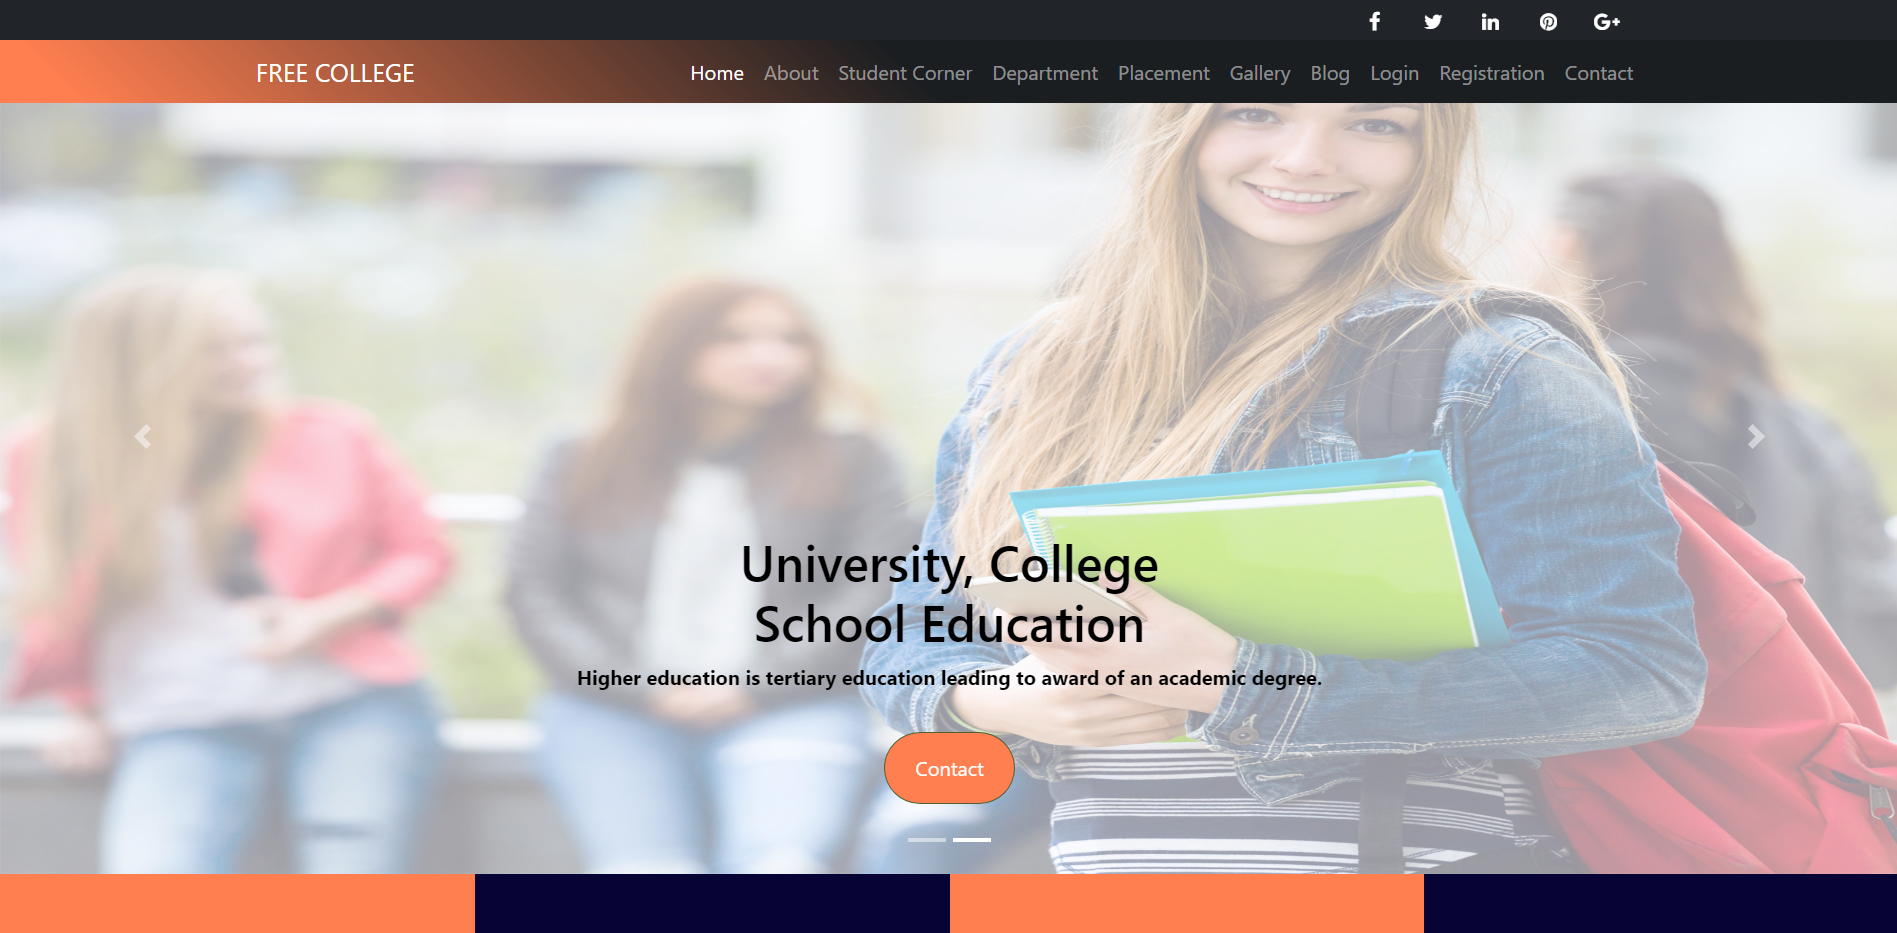 FREE COLLEGE
Home About Student Corner Department Placement Gallery Blog Login Registration Contact
University, College
School Education
Higher education is tertiary education leading to award of an academic degree.
Contact